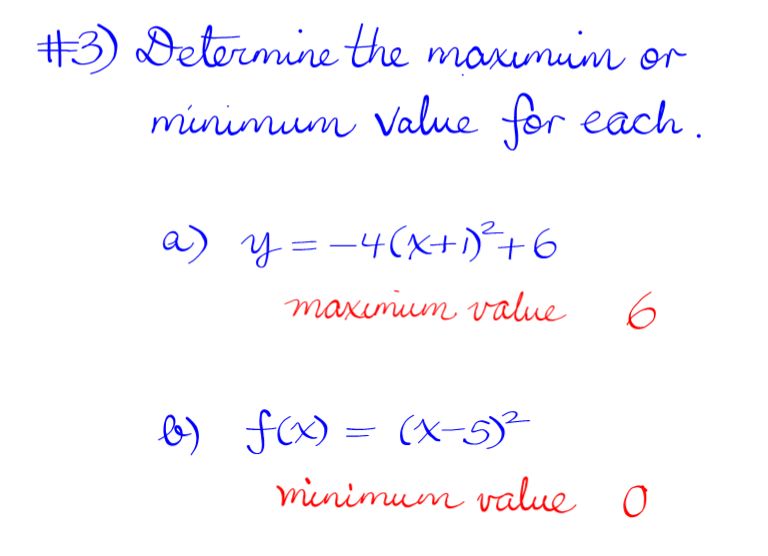 #3) Determine the maximum or
minimum value for each.
a) y = -4(x+1)²+6
maximum value 6
b) f(x) = (x-5)²
minimum value 0